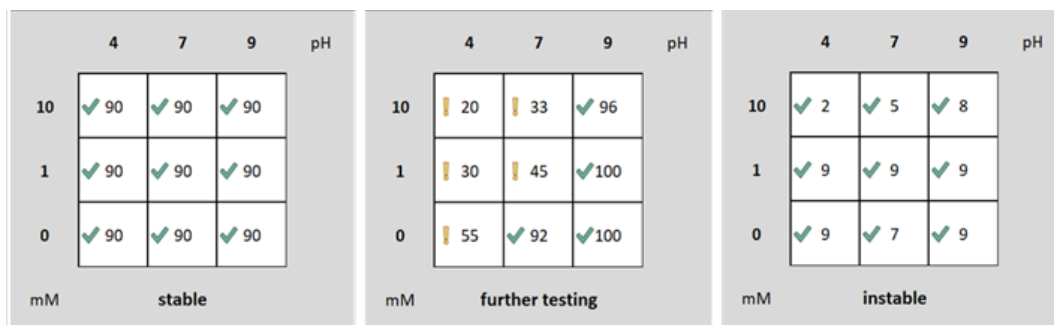 4 7 9 pH
10 90 90 90
1 90 90 90
0 90 90 90
mM stable
4 7 9 pH
10 20 33 96
1 30 45 100
0 55 92 100
mM further testing
4 7 9 pH
10 2 5 8
1 9 9 9
0 9 7 9
mM instable